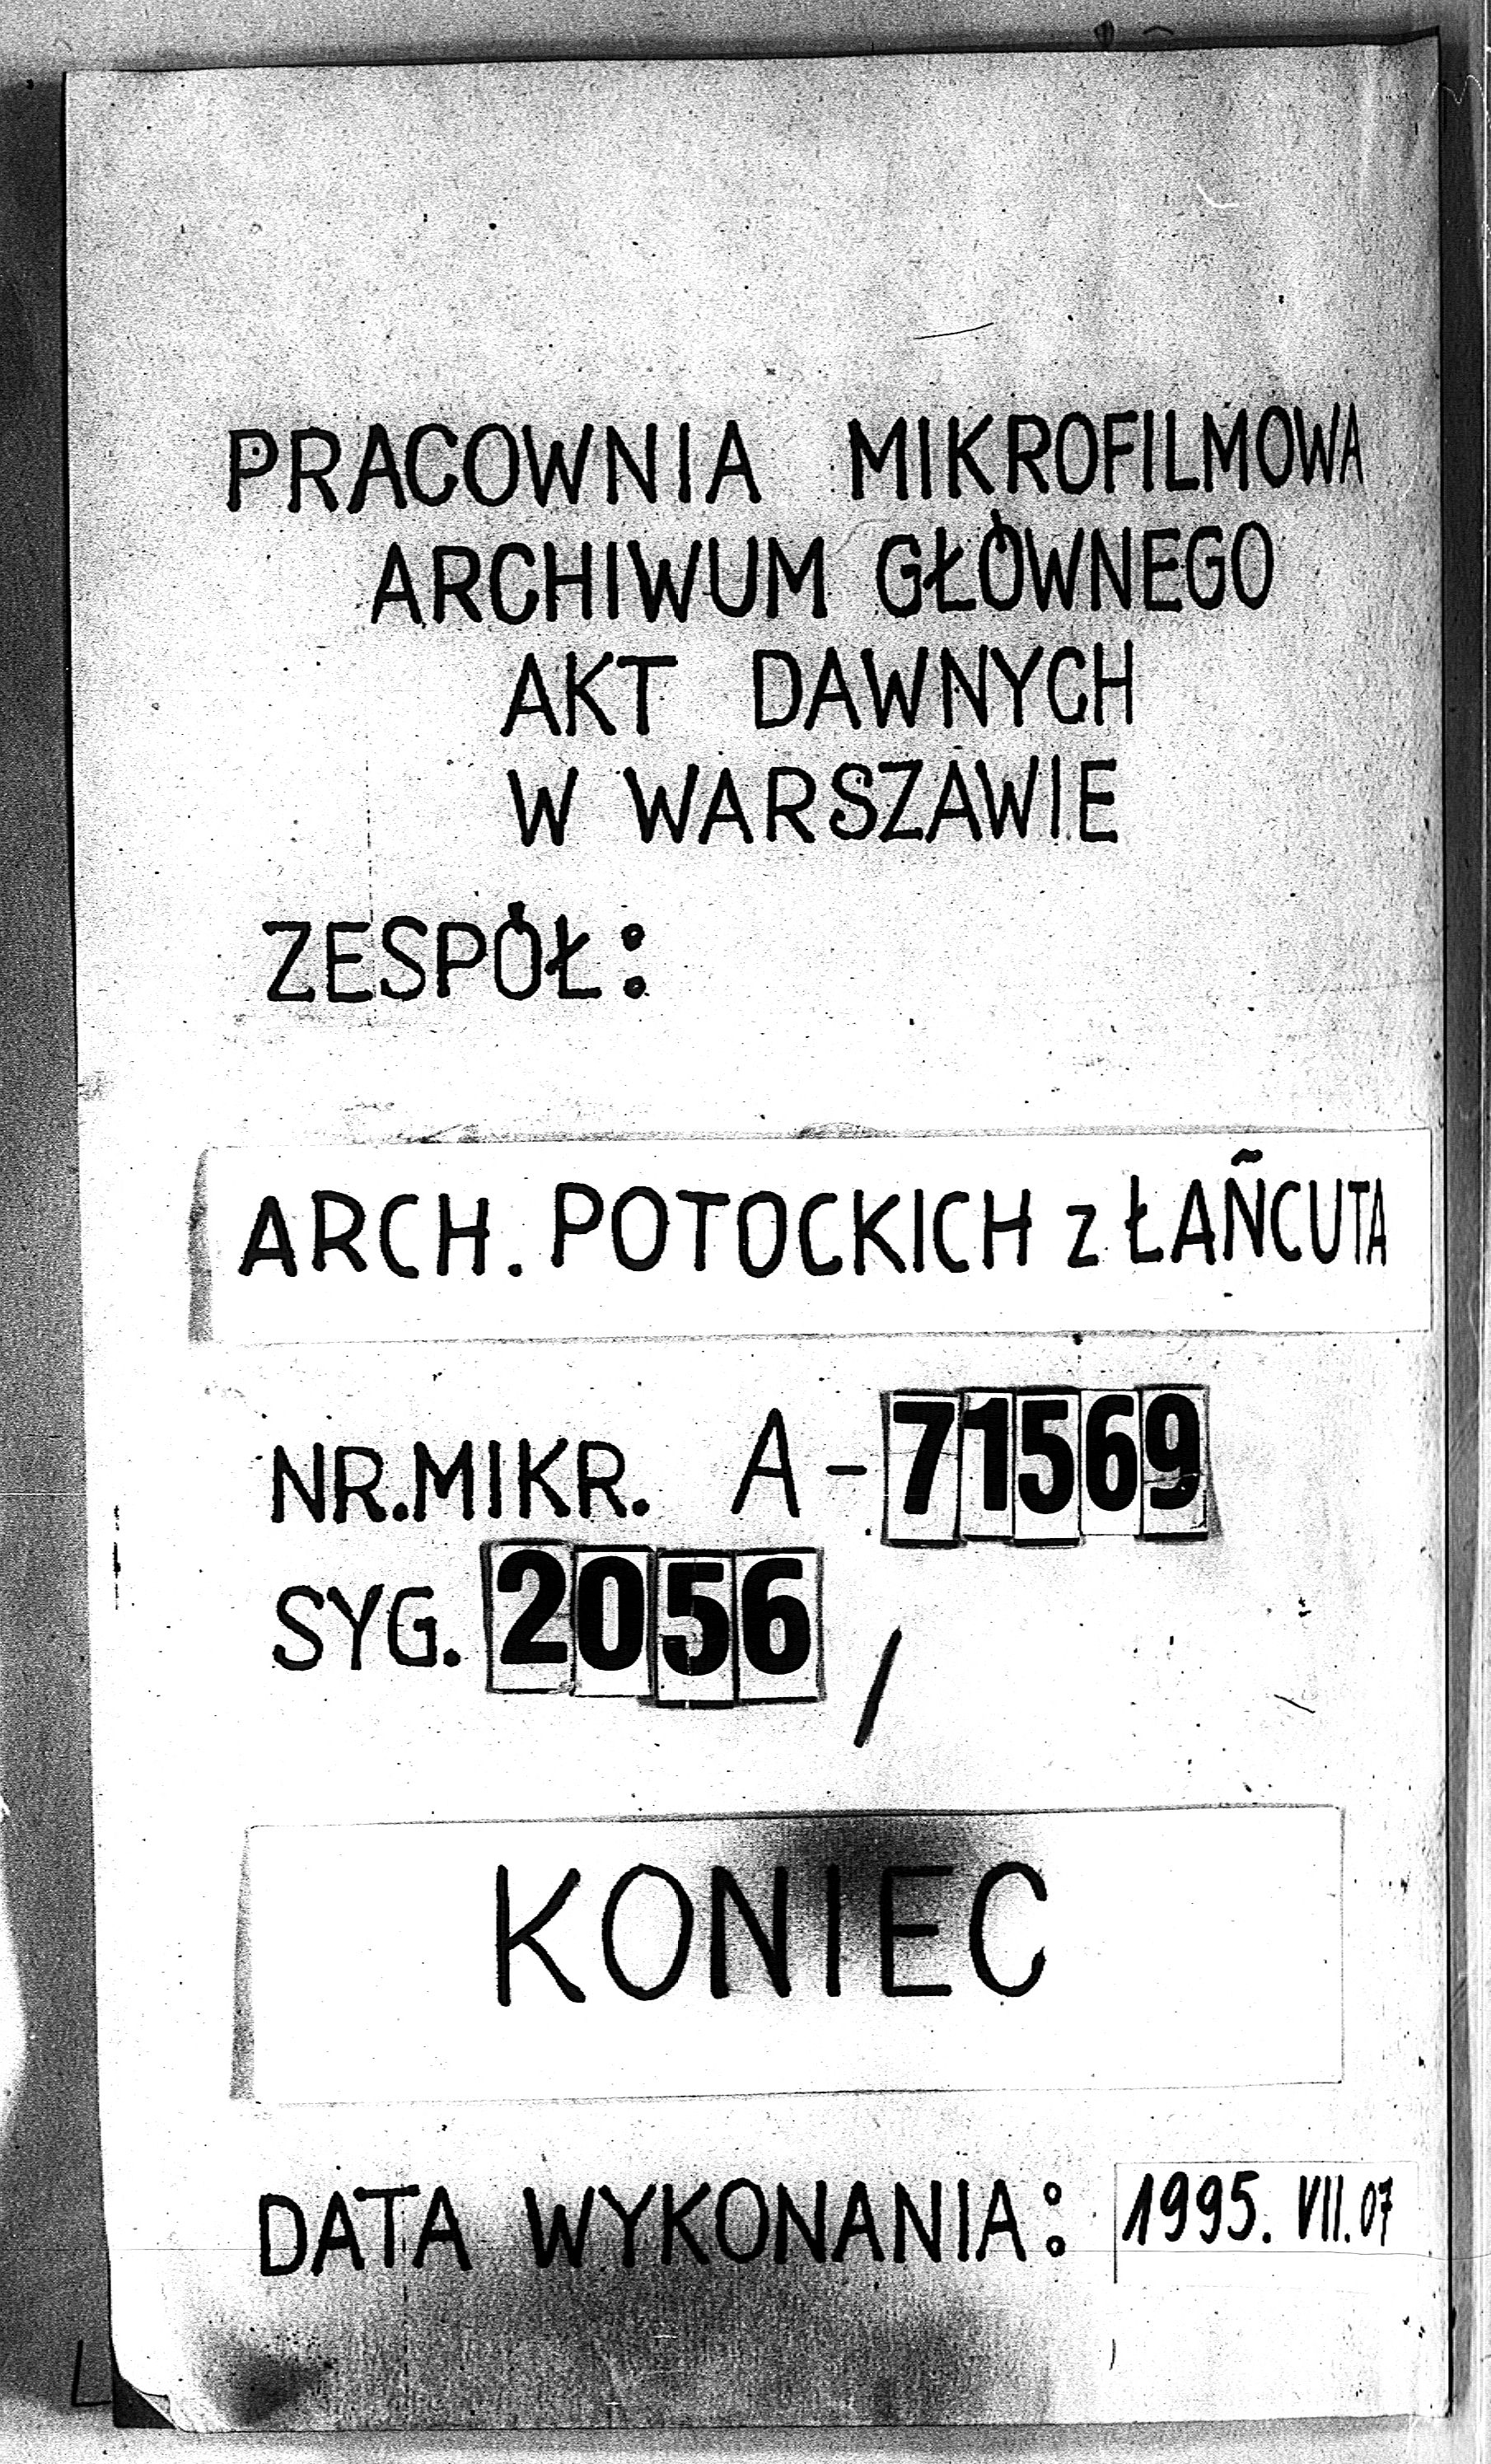 PRACOWNIA MIKROFILMOWA
ARCHIWUM GŁÓWNEGO
AKT DAWNYCH
W WARSZAWIE
ZESPÓŁ:
ARCH. POTOCKICH z ŁAŃCUTA
NR.MIKR. A-71569
SYG. 2056 /
KONIEC
DATA WYKONANIA: 1995. VII.07